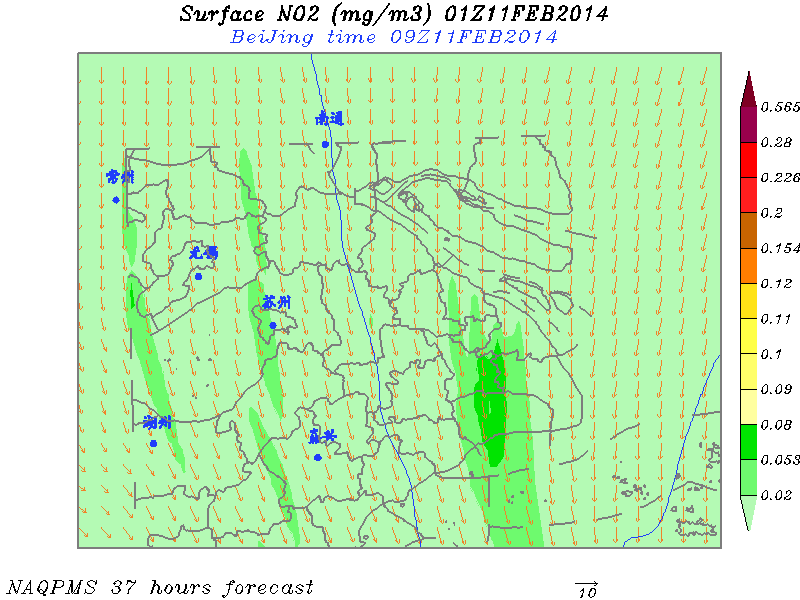 Surface NO2 (mg/m3) 01Z11FEB2014
BeiJing time 09Z11FEB2014
南通
常州
无锡
苏州
湖州
嘉兴
0.565
0.28
0.226
0.2
0.154
0.12
0.11
0.1
0.09
0.08
0.053
0.02
NAQPMS 37 hours forecast
10